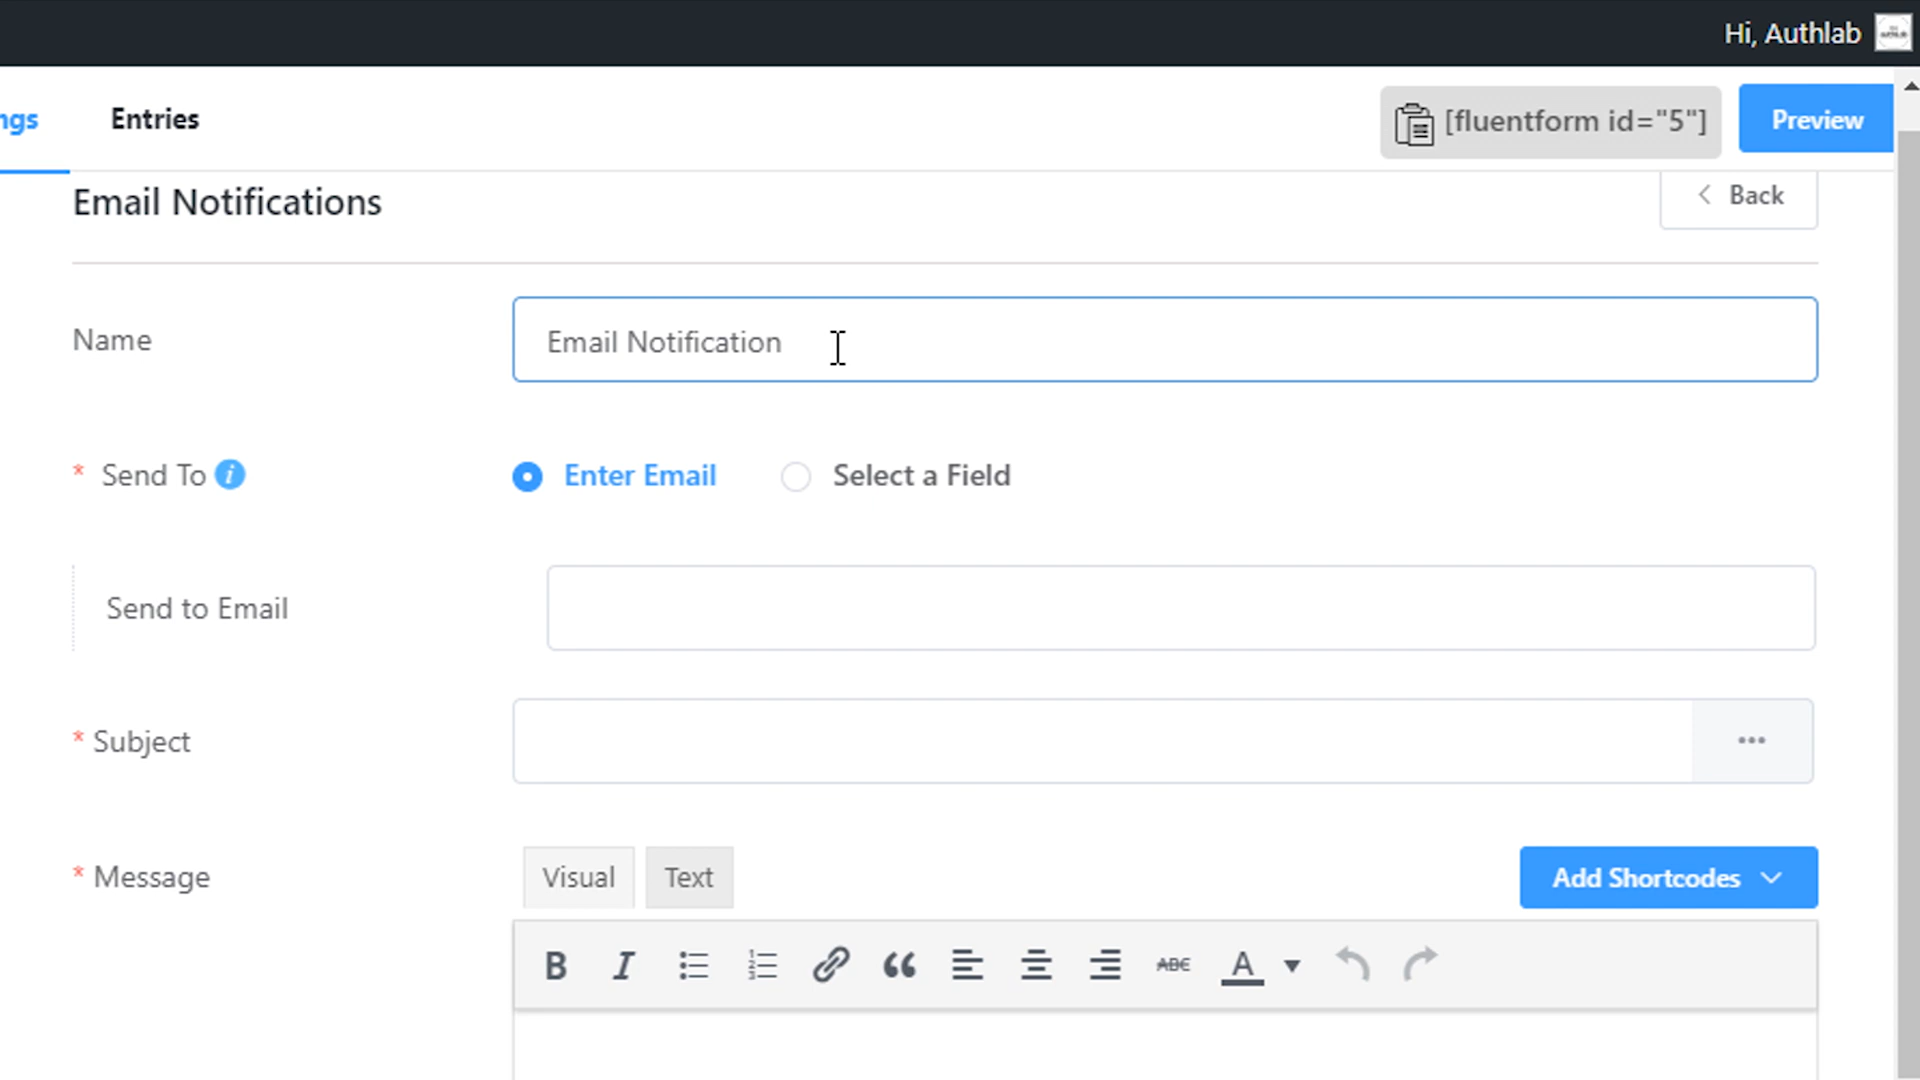 Hi, Authlab
ngs Entries [fluentform id="5"] Preview
Email Notifications Back
Name Email Notification
* Send To i Enter Email Select a Field
Send to Email
* Subject •••
* Message Visual Text Add Shortcodes
B I ABC A